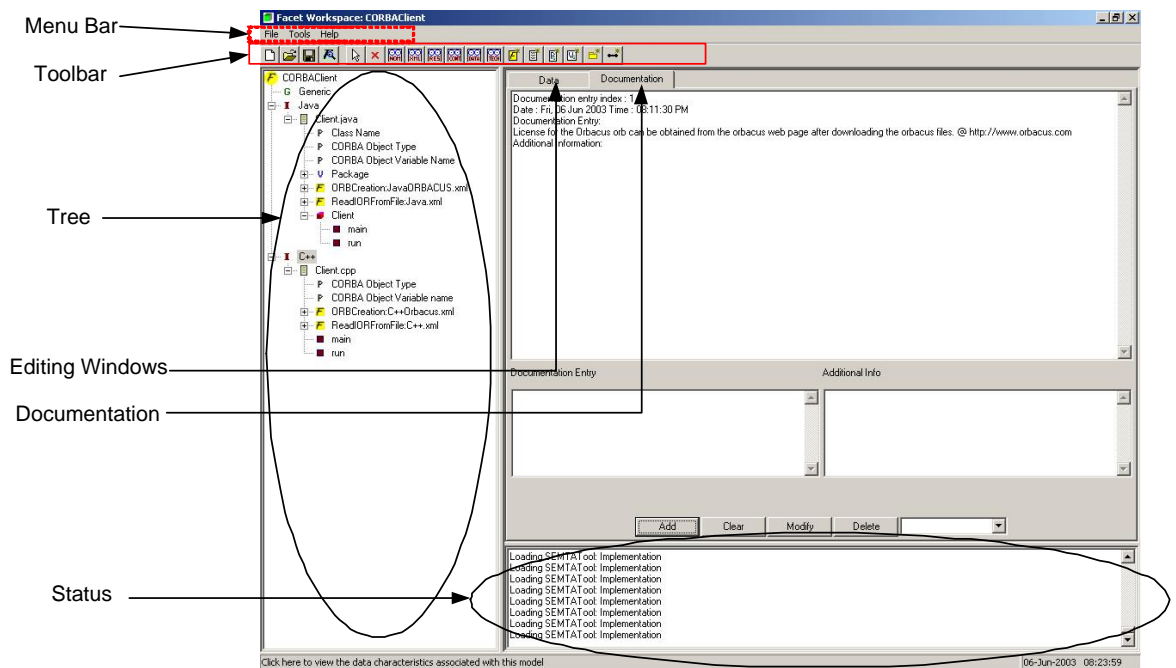 Facet Workspace: CORBAClient
Menu Bar
File Tools Help
Toolbar
CORBAClient
G Generic
I Java
Client.java
P Class Name
P CORBA Object Type
P CORBA Object Variable Name
V Package
F ORBCreation:JavaORBACUS.xml
F ReadIORFromFile:Java.xml
Client
main
run
I C++
Client.cpp
P CORBA Object Type
P CORBA Object Variable name
F ORBCreation:C++Orbacus.xml
F ReadIORFromFile:C++.xml
main
run
Tree
Data Documentation
Documentation entry index : 1
Date : Fri, 06 Jun 2003 Time : 08:11:30 PM
Documentation Entry:
License for the Orbacus orb can be obtained from the orbacus web page after downloading the orbacus files. @ http://www.orbacus.com
Additional Information:
Editing Windows
Documentation
Documentation Entry Additional Info
Add Clear Modify Delete
Status
Loading SEMTATool: Implementation
Loading SEMTATool: Implementation
Loading SEMTATool: Implementation
Loading SEMTATool: Implementation
Loading SEMTATool: Implementation
Loading SEMTATool: Implementation
Loading SEMTATool: Implementation
Loading SEMTATool: Implementation
Click here to view the data characteristics associated with this model
06-Jun-2003 08:23:59